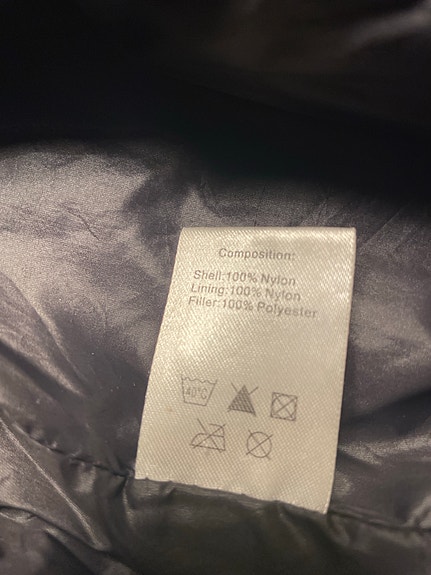 Composition:
Shell:100% Nylon
Lining:100% Nylon
Filler:100% Polyester
40°C